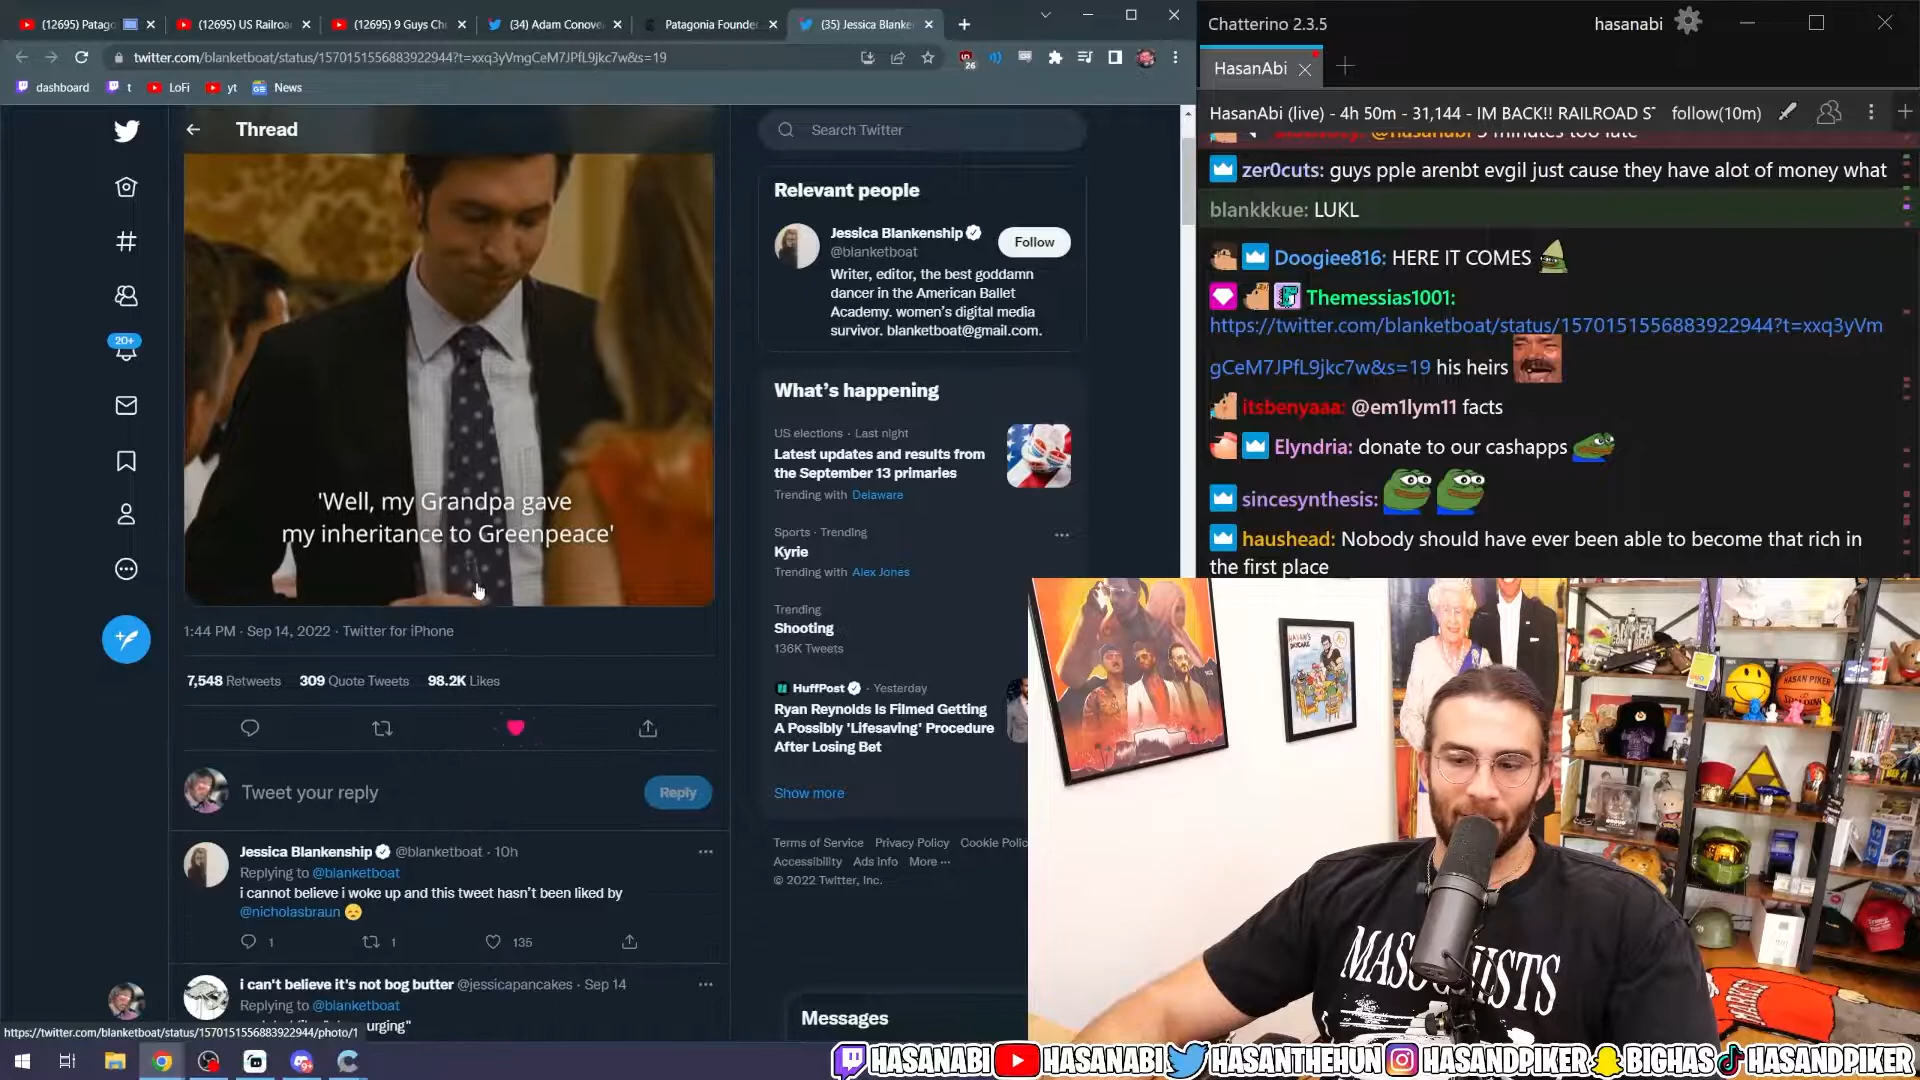 (12695) Patago
(12695) US Railroa
(12695) 9 Guys Ch
(34) Adam Conove
Patagonia Founde
(35) Jessica Blanke
twitter.com/blanketboat/status/1570151556883922944?t=xxq3yVmgCeM7JPfL9jkc7w&s=19
26
dashboard
t
LoFi
yt
News
Thread
'Well, my Grandpa gave
my inheritance to Greenpeace'
20+
1:44 PM · Sep 14, 2022 · Twitter for iPhone
7,548 Retweets 309 Quote Tweets 98.2K Likes
Tweet your reply
Reply
Jessica Blankenship @blanketboat · 10h
Replying to @blanketboat
i cannot believe i woke up and this tweet hasn't been liked by
@nicholasbraun 😞
1 1 135
i can't believe it's not bog butter @jessicapancakes · Sep 14
Replying to @blanketboat
urging"
https://twitter.com/blanketboat/status/1570151556883922944/photo/1
Search Twitter
Relevant people
Jessica Blankenship
@blanketboat
Follow
Writer, editor, the best goddamn
dancer in the American Ballet
Academy. women's digital media
survivor. blanketboat@gmail.com.
What's happening
US elections · Last night
Latest updates and results from
the September 13 primaries
Trending with Delaware
Sports · Trending
Kyrie
Trending with Alex Jones
Trending
Shooting
136K Tweets
HuffPost · Yesterday
Ryan Reynolds Is Filmed Getting
A Possibly 'Lifesaving' Procedure
After Losing Bet
Show more
Terms of Service Privacy Policy Cookie Polic
Accessibility Ads info More ···
© 2022 Twitter, Inc.
Messages
Chatterino 2.3.5
hasanabi
HasanAbi
HasanAbi (live) - 4h 50m - 31,144 - IM BACK!! RAILROAD ST
follow(10m)
@hasanabi 5 minutes too late
zer0cuts: guys pple arenbt evgil just cause they have alot of money what
blankkkue: LUKL
Doogiee816: HERE IT COMES
Themessias1001:
https://twitter.com/blanketboat/status/1570151556883922944?t=xxq3yVm
gCeM7JPfL9jkc7w&s=19 his heirs
itsbenyaaa: @em1lym11 facts
Elyndria: donate to our cashapps
sincesynthesis:
haushead: Nobody should have ever been able to become that rich in
the first place
HASAN'S
DAYCARE
HASAN PIKER
MARKET
HASANABI HASANABI HASANTHEHUN HASANDPIKER BIGHAS HASANDPIKER